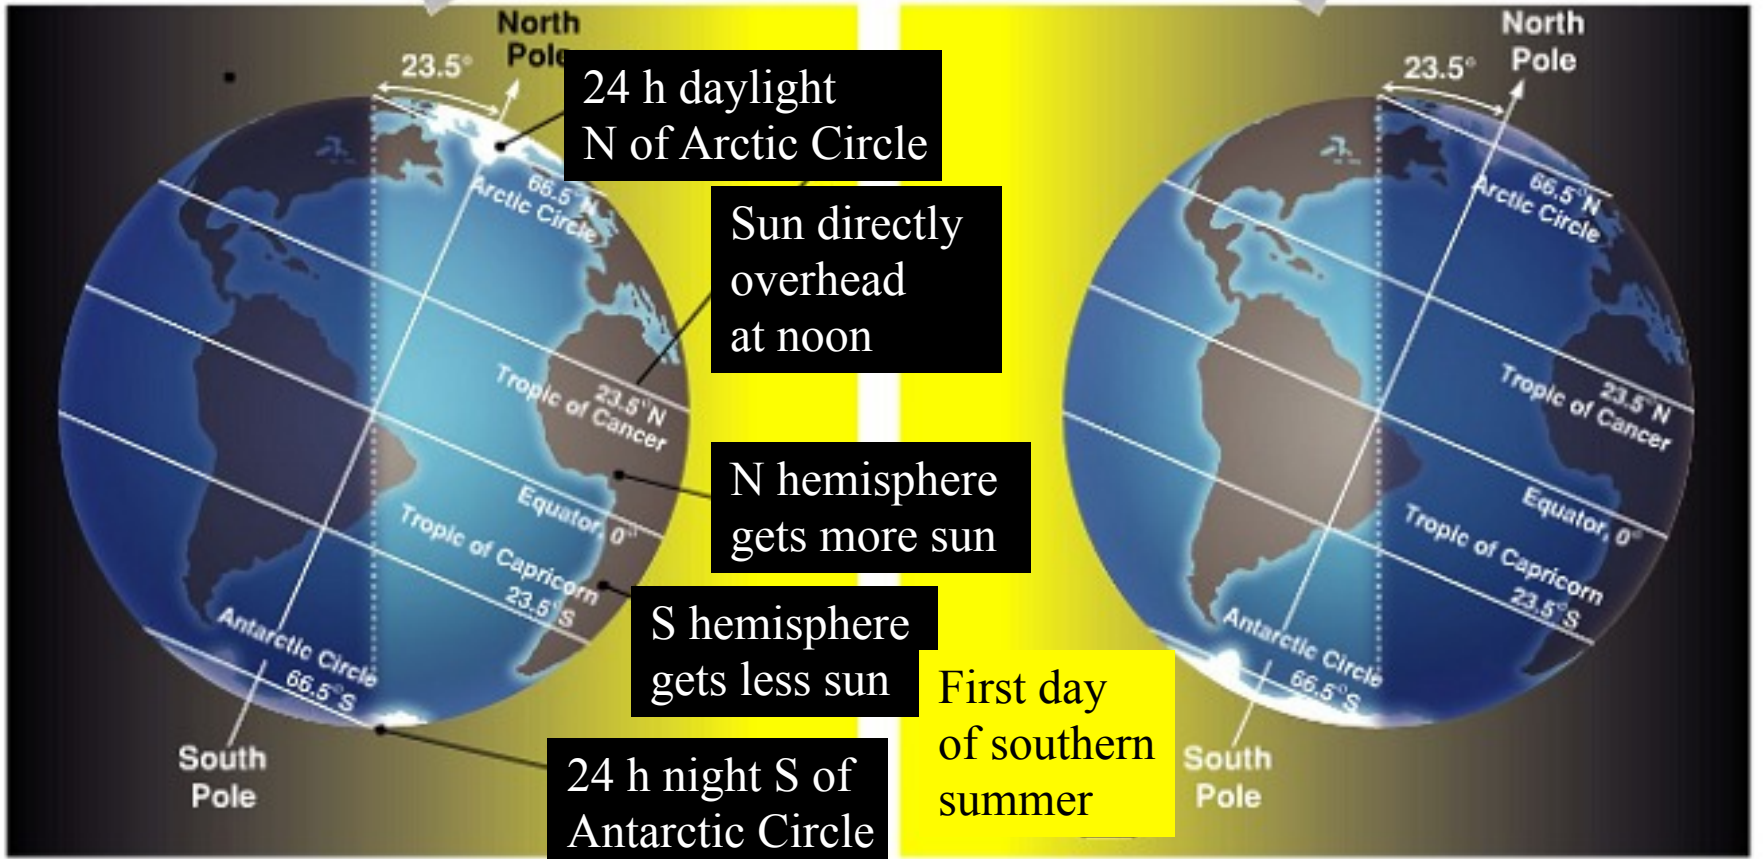 North
Pole
23.5°
24 h daylight
N of Arctic Circle
66.5°N
Arctic Circle
Sun directly
overhead
at noon
23.5°N
Tropic of Cancer
N hemisphere
gets more sun
Equator, 0°
Tropic of Capricorn
23.5°S
S hemisphere
gets less sun
Antarctic Circle
66.5°S
South
Pole
24 h night S of
Antarctic Circle
North
Pole
23.5°
66.5°N
Arctic Circle
23.5°N
Tropic of Cancer
Equator, 0°
Tropic of Capricorn
23.5°S
Antarctic Circle
66.5°S
First day
of southern
summer
South
Pole